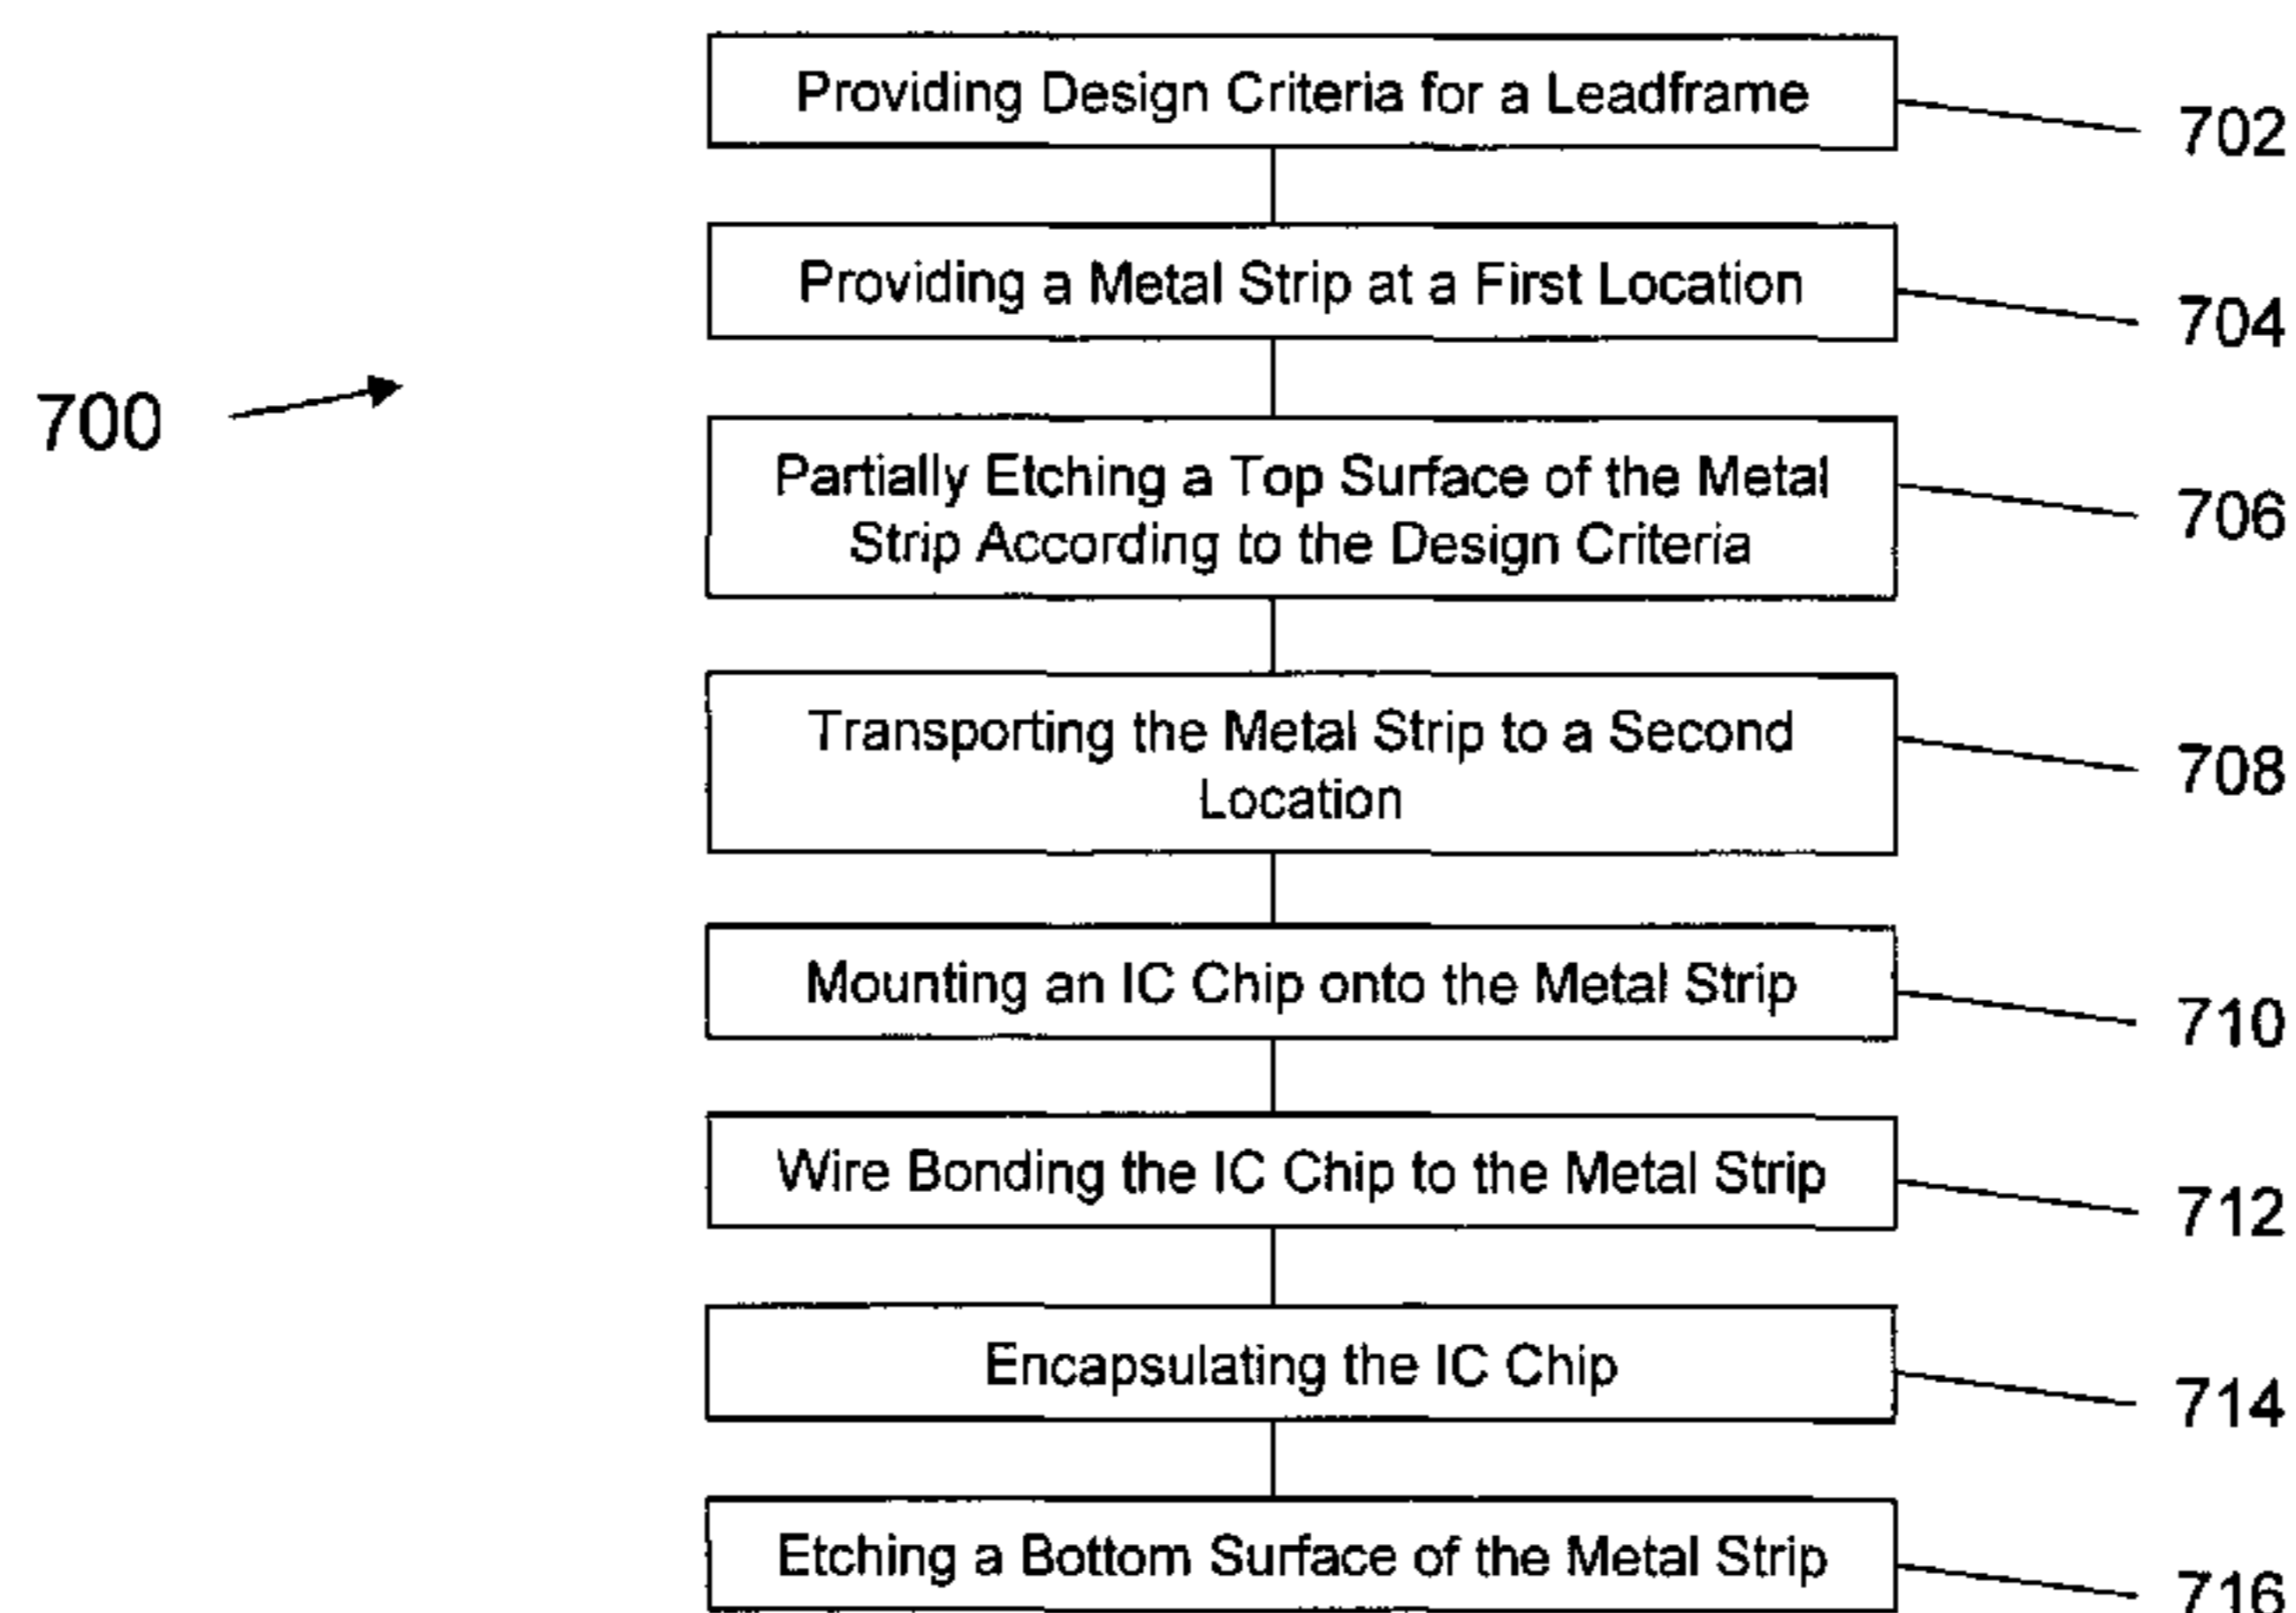 Providing Design Criteria for a Leadframe
702
Providing a Metal Strip at a First Location
704
700
Partially Etching a Top Surface of the Metal
Strip According to the Design Criteria
706
Transporting the Metal Strip to a Second
Location
708
Mounting an IC Chip onto the Metal Strip
710
Wire Bonding the IC Chip to the Metal Strip
712
Encapsulating the IC Chip
714
Etching a Bottom Surface of the Metal Strip
716